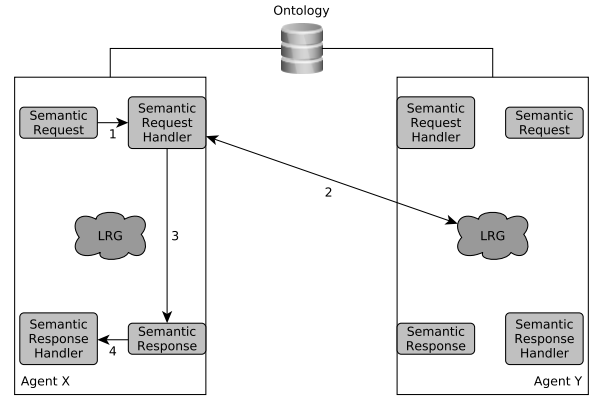 Ontology
Semantic
Request
1
Semantic
Request
Handler
Semantic
Request
Handler
Semantic
Request
2
LRG
3
LRG
Semantic
Response
Handler
4
Semantic
Response
Semantic
Response
Semantic
Response
Handler
Agent X
Agent Y